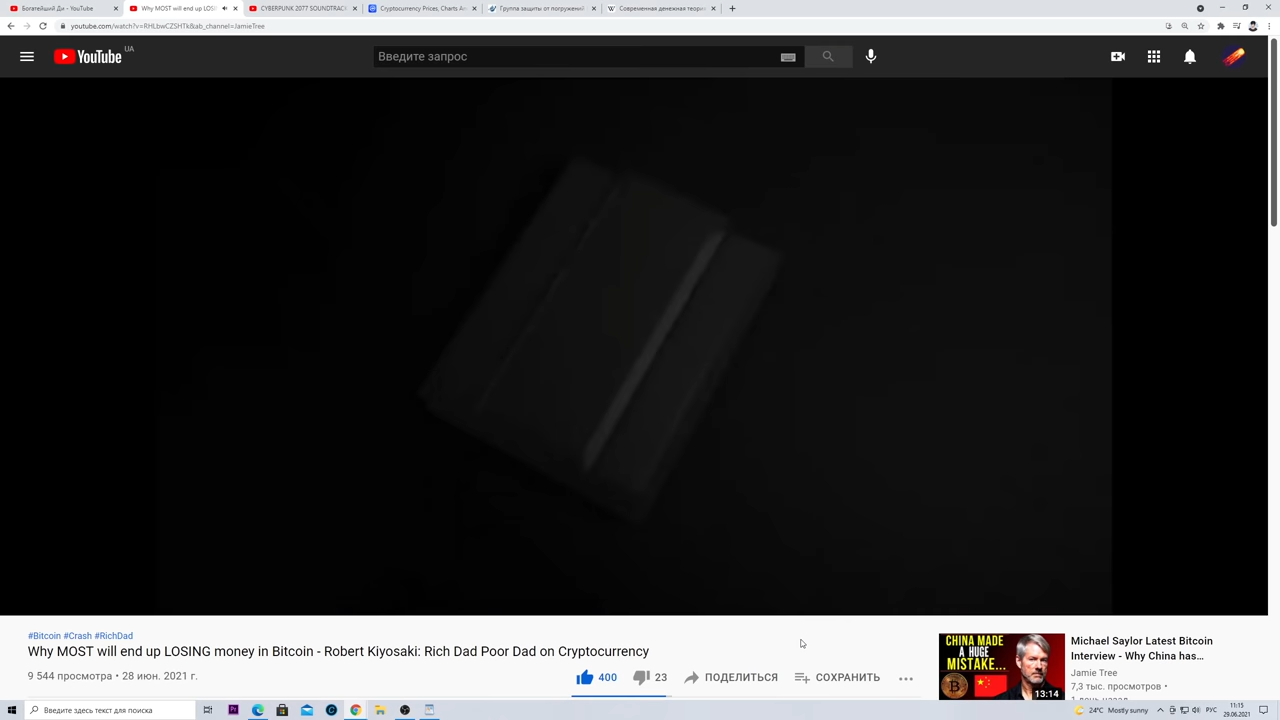 Богатейший Ди - YouTube
Why MOST will end up LOSI
CYBERPUNK 2077 SOUNDTRAC
Cryptocurrency Prices, Charts An
Группа защиты от погружений
Современная денежная теори
youtube.com/watch?v=RHLbwCZSHTk&ab_channel=JamieTree
YouTube UA
Введите запрос
#Bitcoin #Crash #RichDad
Why MOST will end up LOSING money in Bitcoin - Robert Kiyosaki: Rich Dad Poor Dad on Cryptocurrency
9 544 просмотра • 28 июн. 2021 г.
400
23
ПОДЕЛИТЬСЯ
СОХРАНИТЬ
CHINA MADE
A HUGE
MISTAKE...
13:14
Michael Saylor Latest Bitcoin
Interview - Why China has...
Jamie Tree
7,3 тыс. просмотров •
Введите здесь текст для поиска
24°C Mostly sunny
РУС
11:15
29.06.2021